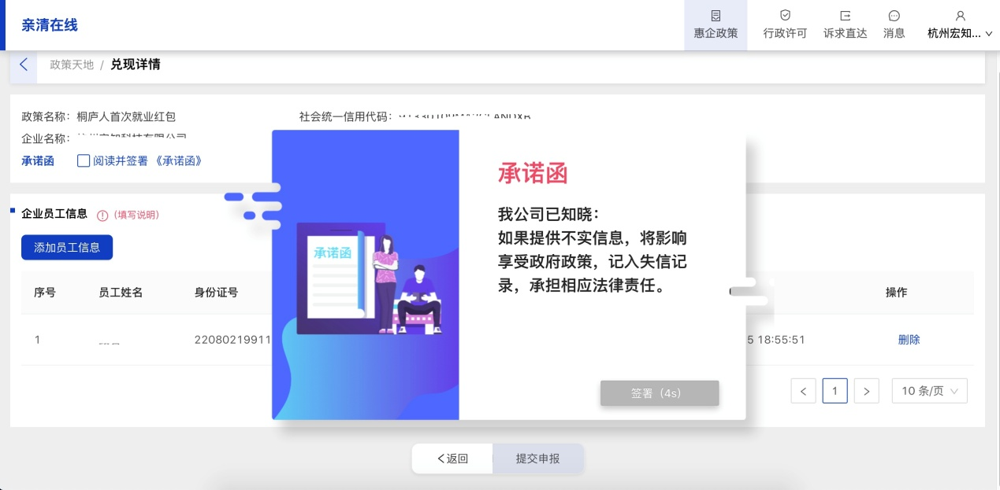 亲清在线
惠企政策
行政许可
诉求直达
消息
杭州宏知...
政策天地 / 兑现详情
政策名称：桐庐人首次就业红包
社会统一信用代码：
企业名称：
承诺函 阅读并签署 《承诺函》
企业员工信息 (填写说明)
添加员工信息
序号 员工姓名 身份证号 操作
1 22080219911 5 18:55:51 删除
承诺函
承诺函
我公司已知晓：
如果提供不实信息，将影响
享受政府政策，记入失信记
录，承担相应法律责任。
签署（4s）
< 1 > 10 条/页
<返回 提交申报